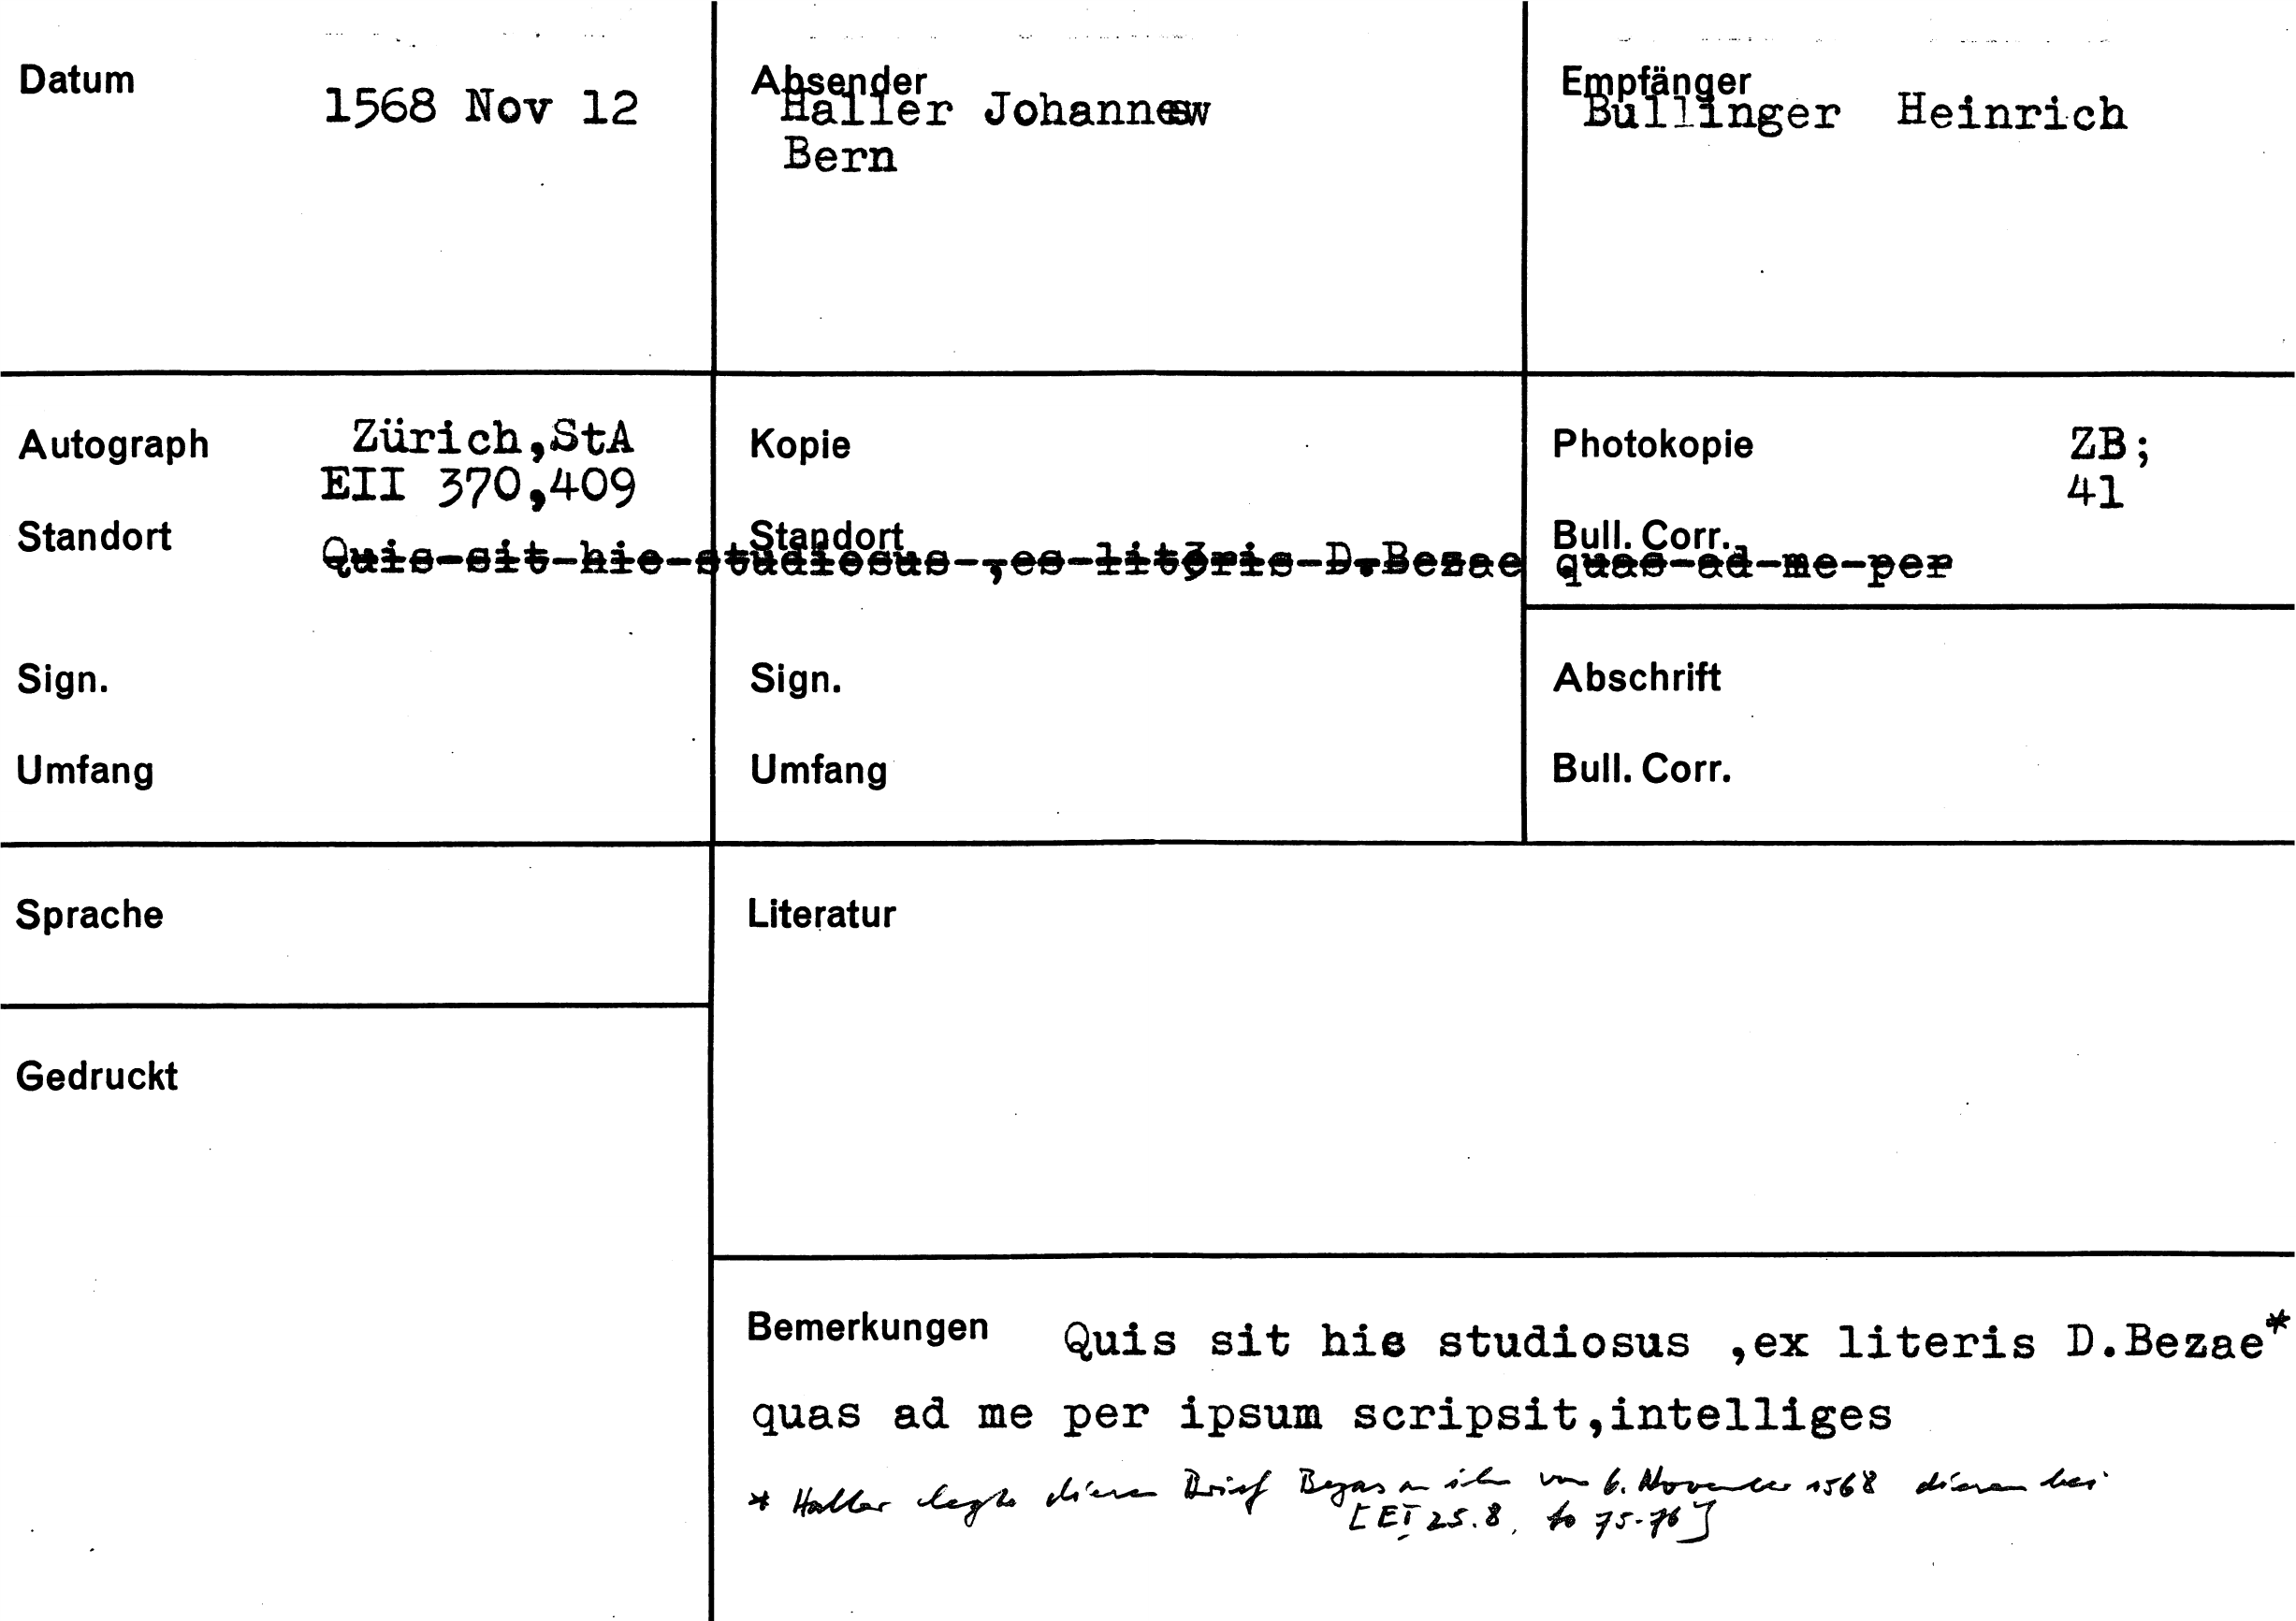 Datum 1568 Nov 12
Absender Haller Johannes
Bern
Empfänger Bullinger Heinrich
Autograph Zürich,StA
EII 370,409
Standort
Sign.
Umfang
Kopie
Standort
Sign.
Umfang
Photokopie ZB;
Bull. Corr. 41
Quis sit hie studiosus ,es literis D.Bezae quas ad me per
Abschrift
Bull. Corr.
Sprache
Literatur
Gedruckt
Bemerkungen Quis sit hic studiosus ,ex literis D.Bezae*
quas ad me per ipsum scripsit,intelliges
* Haller legte diesen Brief Bezas an ihn vom 6. November 1568 diesem bei
[EI 25.8, fo 75-76]